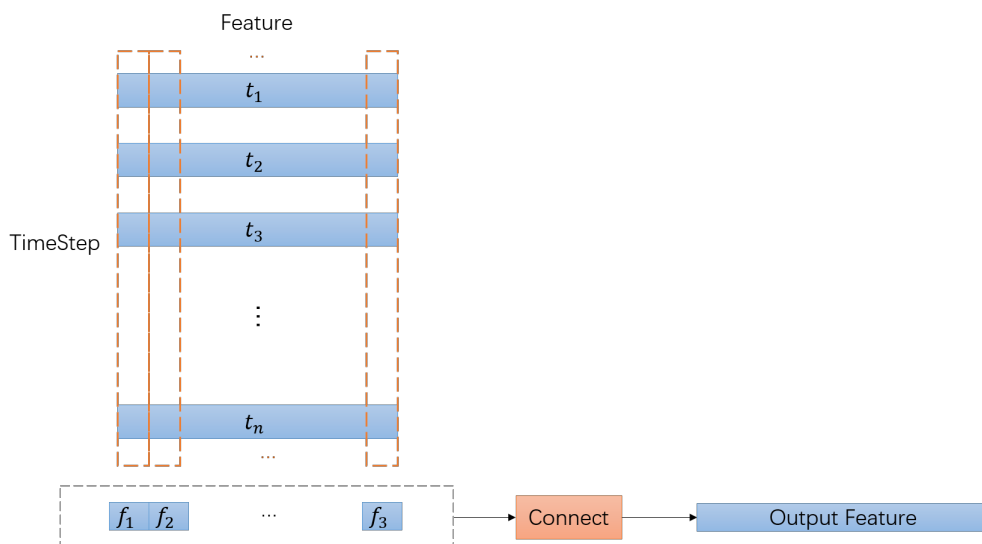 Feature
...
t₁
t₂
t₃
TimeStep
⋮
tₙ
...
f₁ f₂ ... f₃ Connect Output Feature